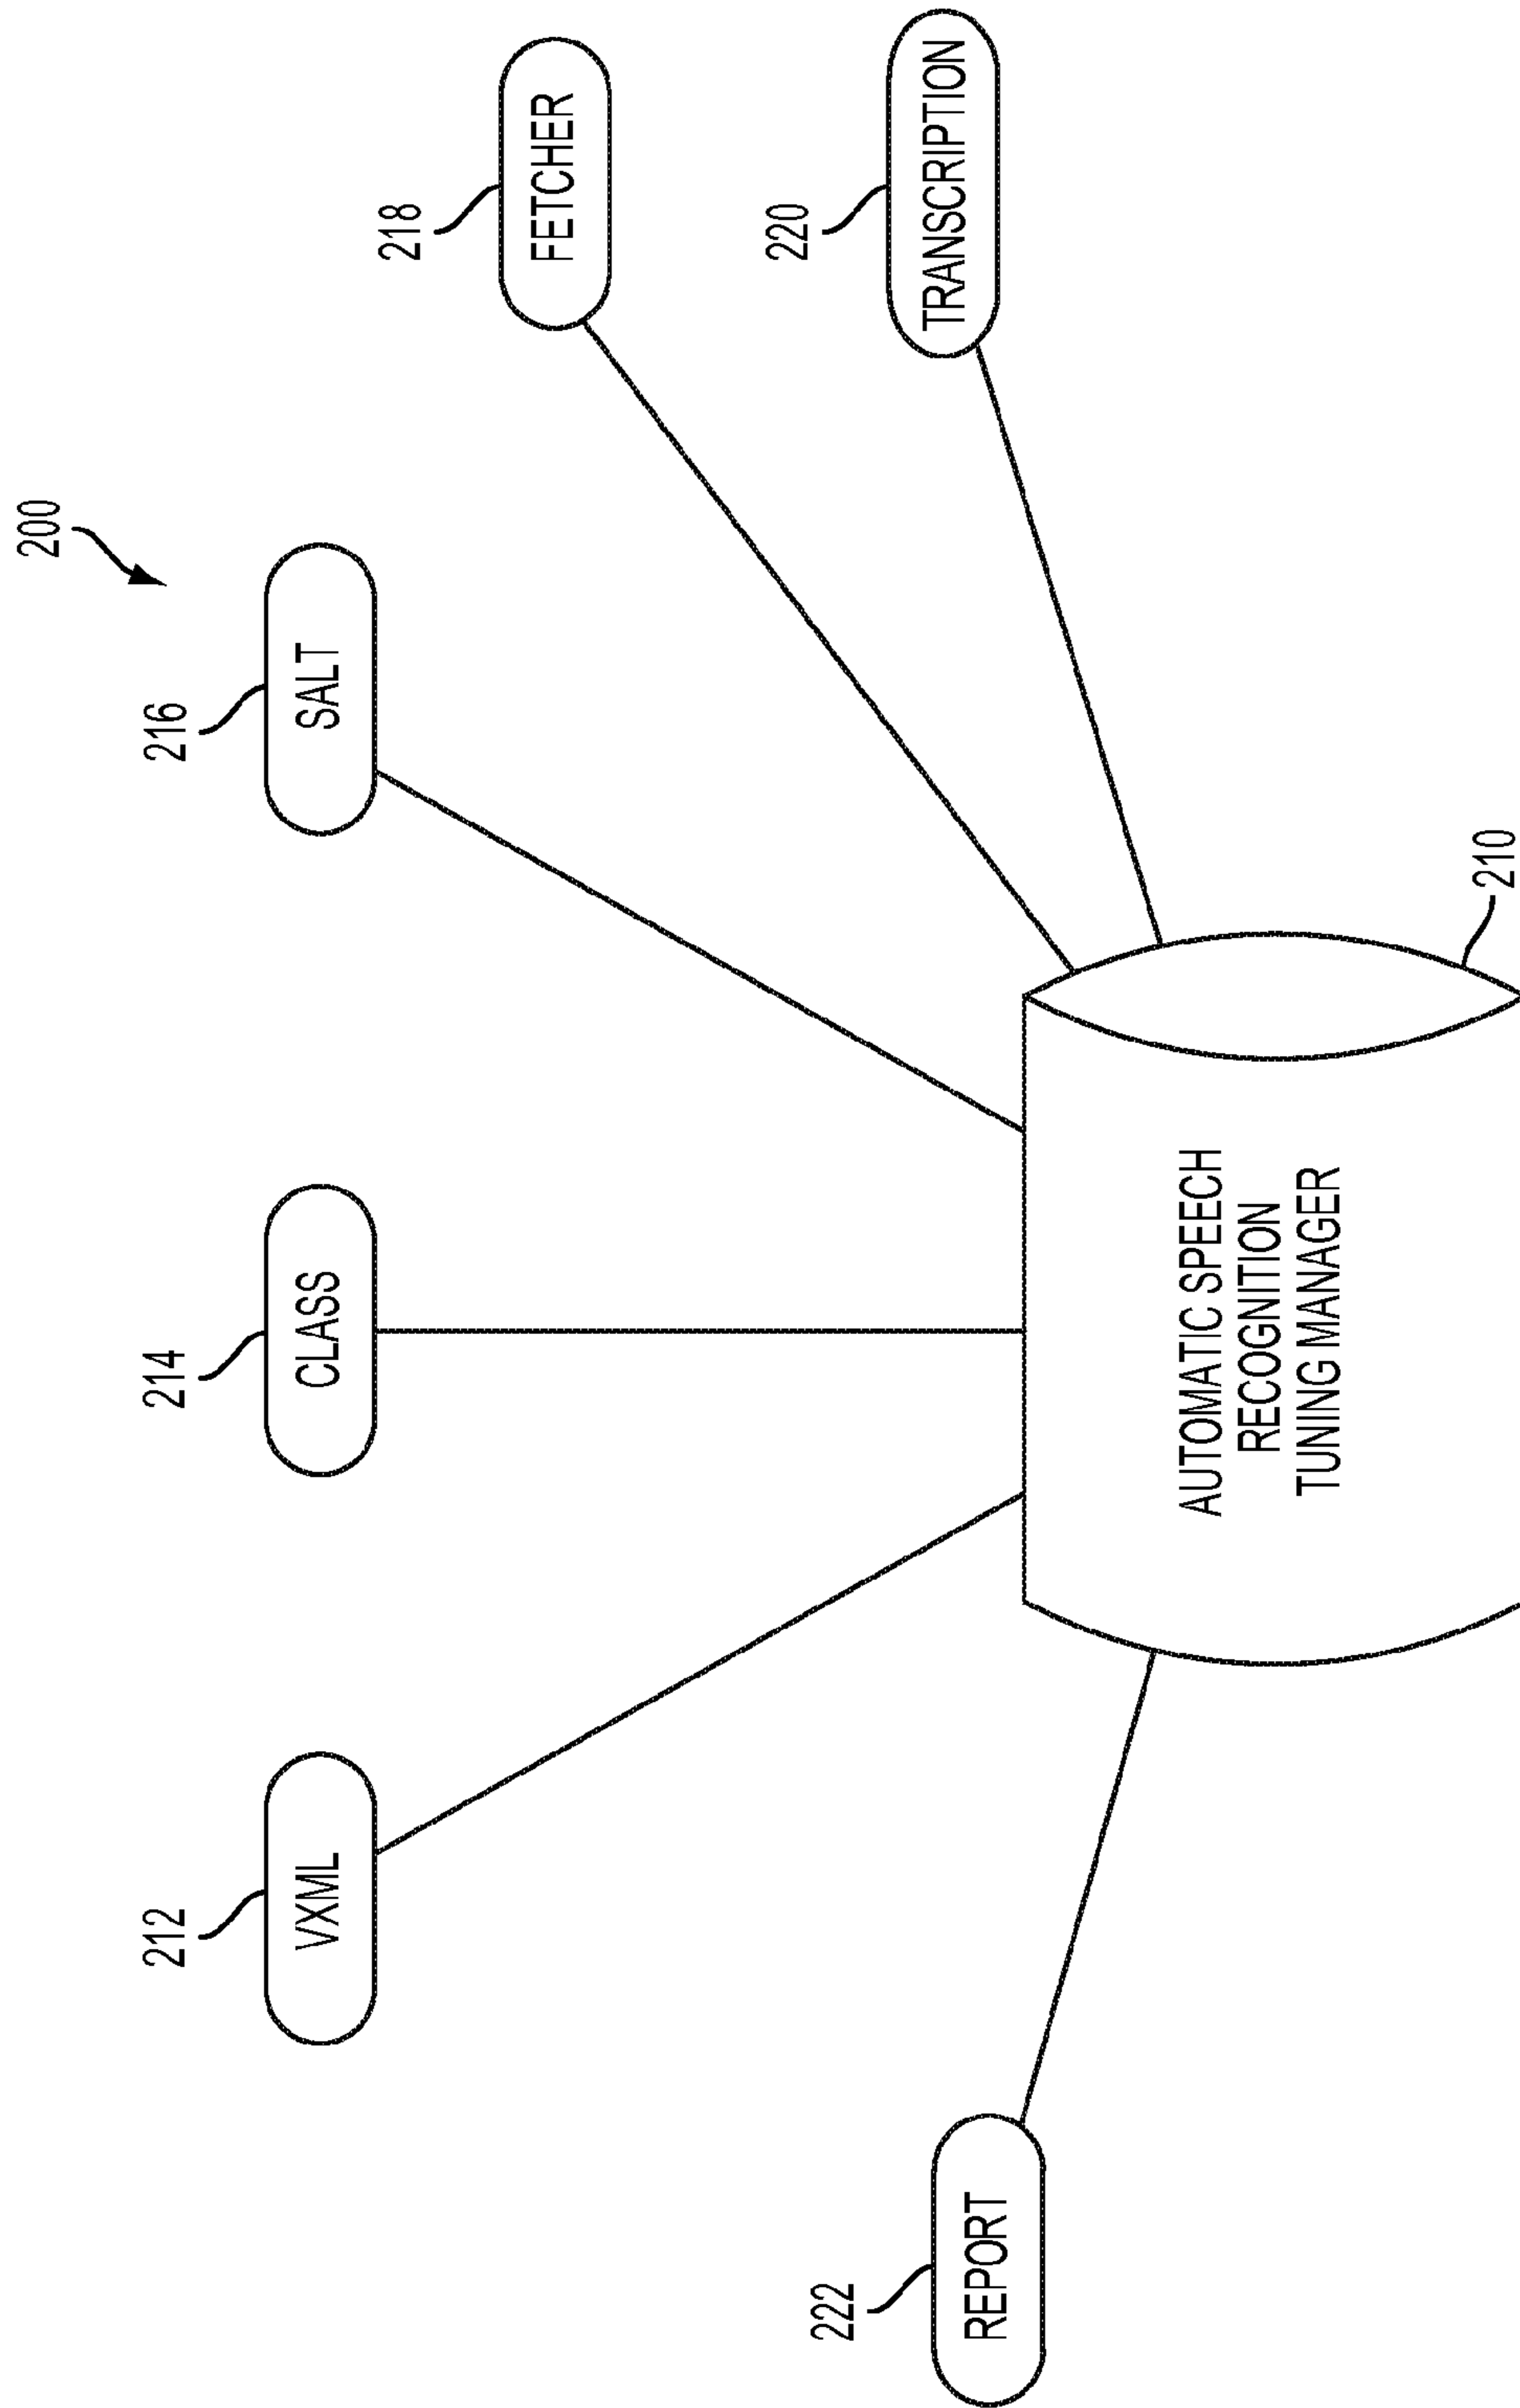 200
212
VXML
214
CLASS
216
SALT
218
FETCHER
222
REPORT
220
TRANSCRIPTION
AUTOMATIC SPEECH
RECOGNITION
TUNING MANAGER
210